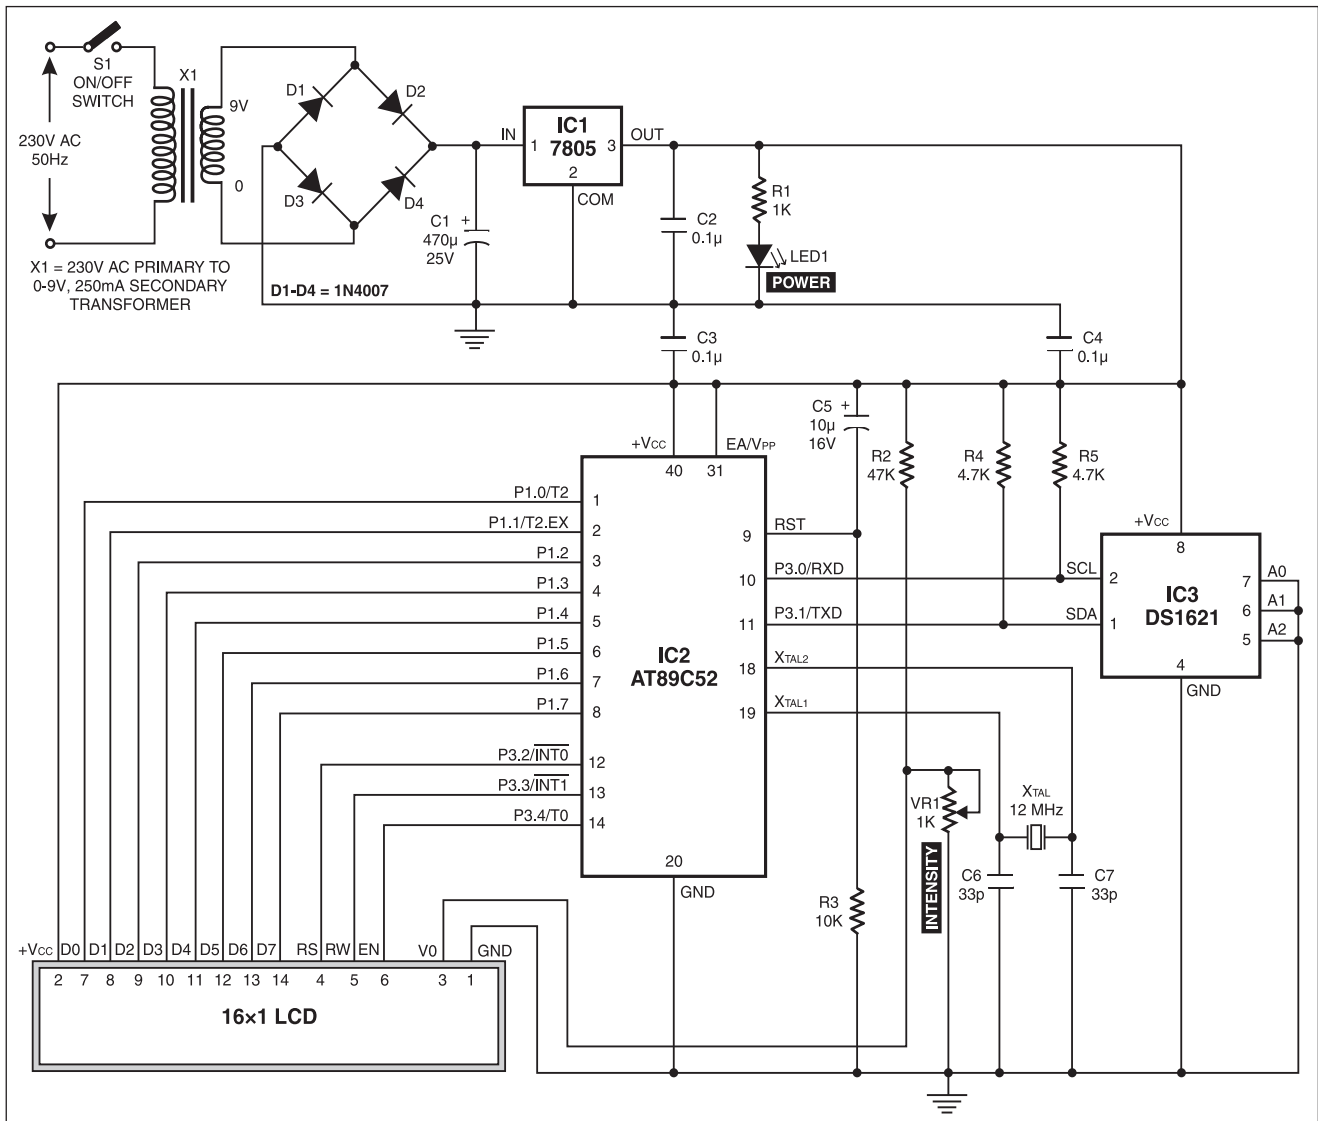 S1
ON/OFF
SWITCH
230V AC
50Hz
X1
9V
0
X1 = 230V AC PRIMARY TO
0-9V, 250mA SECONDARY
TRANSFORMER
D1
D2
D3
D4
D1-D4 = 1N4007
C1
+
470µ
25V
IN
1
IC1
7805
3
OUT
2
COM
C2
0.1µ
R1
1K
LED1
POWER
C3
0.1µ
C4
0.1µ
C5
+
10µ
16V
R2
47K
R4
4.7K
R5
4.7K
+VCC
40
EA/VPP
31
P1.0/T2
1
P1.1/T2.EX
2
P1.2
3
P1.3
4
P1.4
5
P1.5
6
P1.6
7
P1.7
8
P3.2/INT0
12
P3.3/INT1
13
P3.4/T0
14
IC2
AT89C52
9
RST
10
P3.0/RXD
11
P3.1/TXD
18
XTAL2
19
XTAL1
20
GND
+VCC
8
SCL
2
SDA
1
IC3
DS1621
7
A0
6
A1
5
A2
4
GND
VR1
1K
INTENSITY
XTAL
12 MHz
C6
33p
C7
33p
R3
10K
+VCC D0 D1 D2 D3 D4 D5 D6 D7 RS RW EN V0 GND
2 7 8 9 10 11 12 13 14 4 5 6 3 1
16×1 LCD